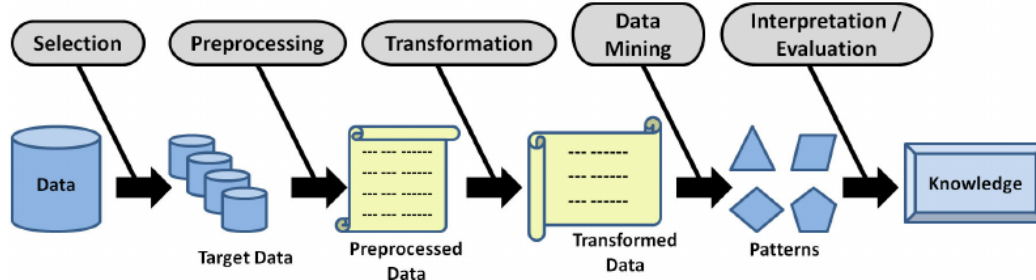 Selection
Preprocessing
Transformation
Data
Mining
Interpretation /
Evaluation
Data
Target Data
--- --- ------
--- --- ------
--- --- ------
--- --- ------
Preprocessed
Data
--- ------
--- ------
--- ------
Transformed
Data
Patterns
Knowledge